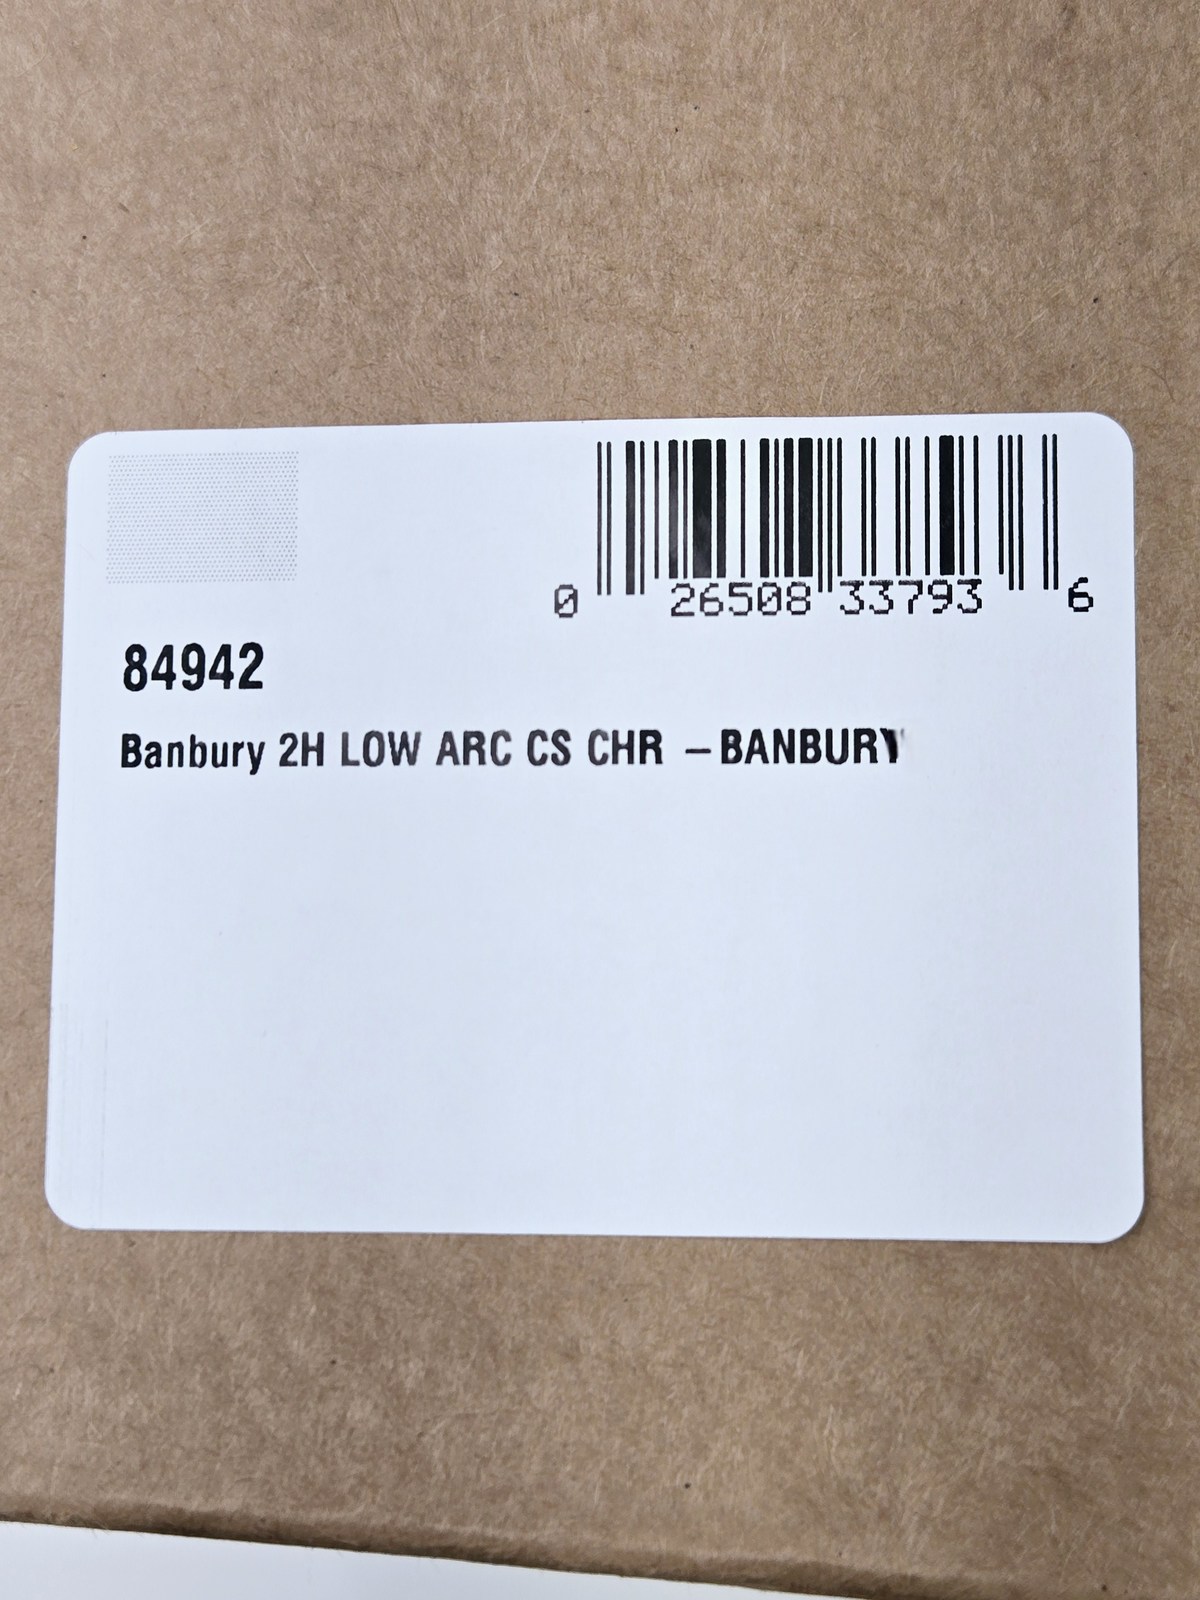 0 26508 33793 6
84942
Banbury 2H LOW ARC CS CHR – BANBURY